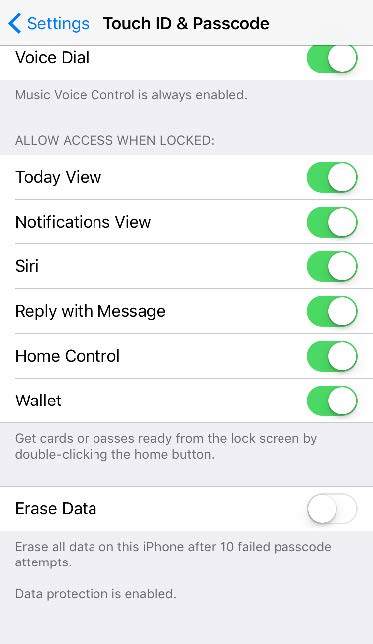 Settings Touch ID & Passcode
Voice Dial
Music Voice Control is always enabled.
ALLOW ACCESS WHEN LOCKED:
Today View
Notifications View
Siri
Reply with Message
Home Control
Wallet
Get cards or passes ready from the lock screen by
double-clicking the home button.
Erase Data
Erase all data on this iPhone after 10 failed passcode
attempts.
Data protection is enabled.